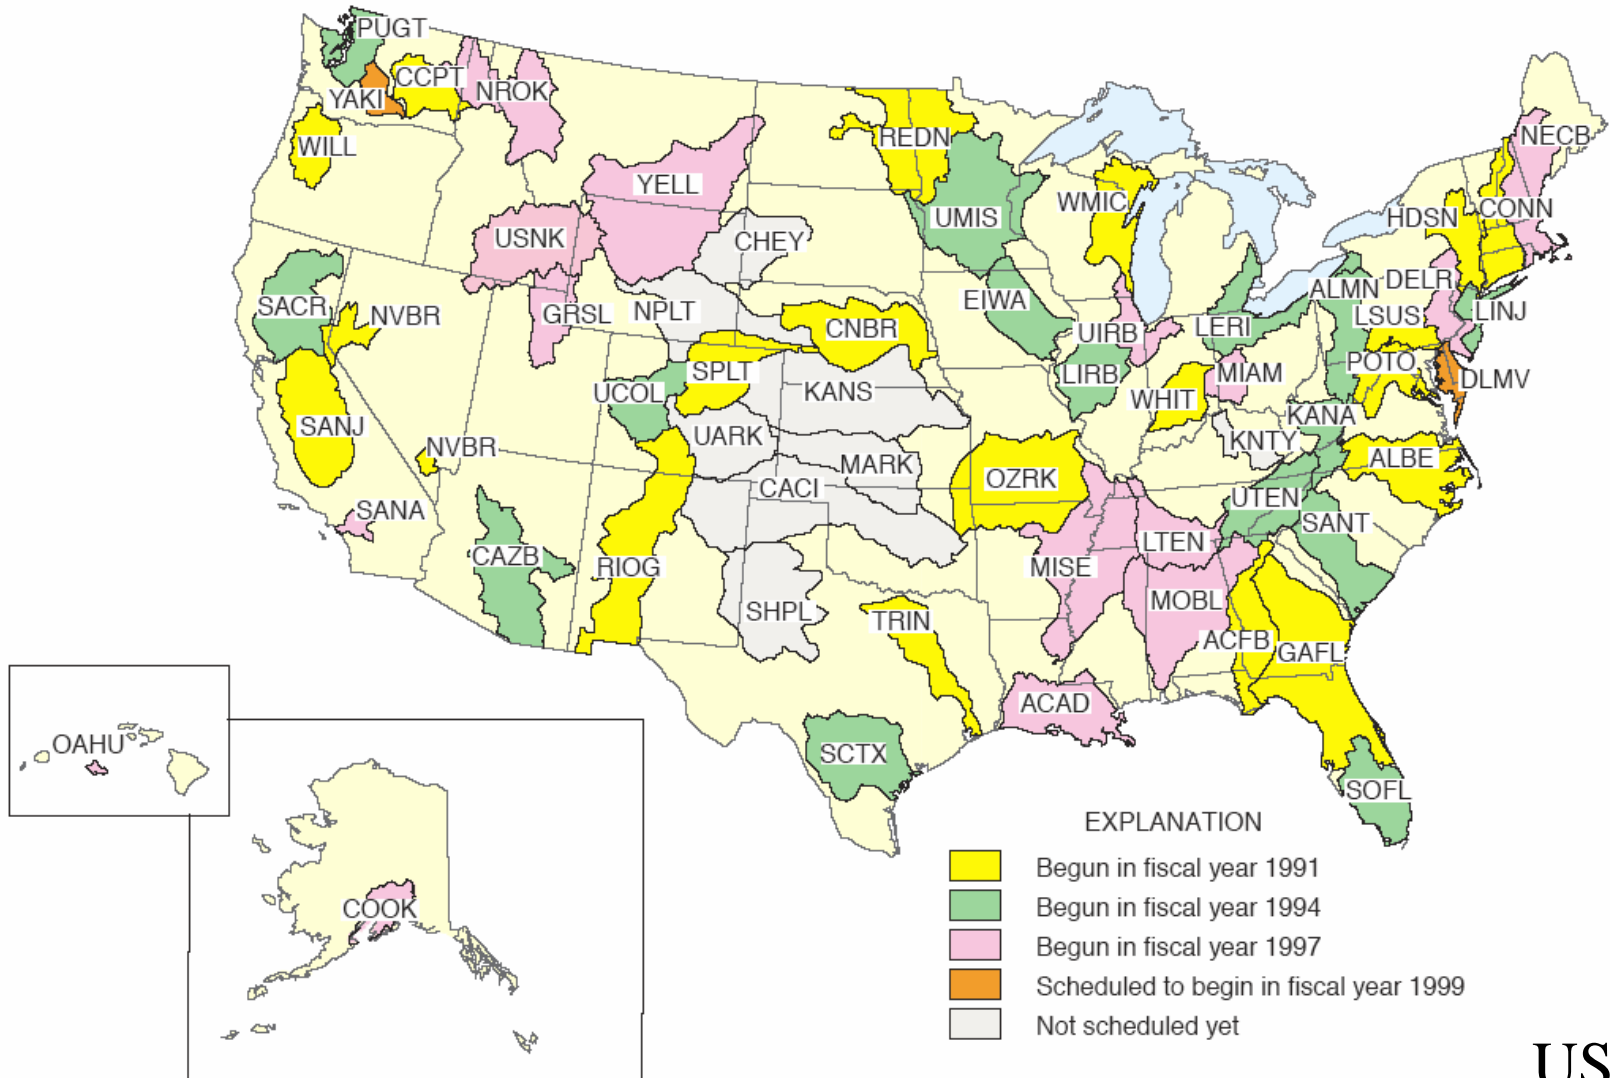 PUGT
CCPT
NROK
YAKI
WILL
REDN
NECB
YELL
WMIC
HDSN
CONN
UMIS
USNK
CHEY
SACR
NVBR
GRSL
NPLT
EIWA
CNBR
UIRB
LERI
ALMN
DELR
LSUS
LINJ
SPLT
KANS
UCOL
LIRB
WHIT
MIAM
POTO
DLMV
SANJ
NVBR
UARK
MARK
KANA
KNTY
ALBE
SANA
CACI
OZRK
UTEN
SANT
CAZB
RIOG
SHPL
TRIN
MISE
LTEN
MOBL
ACFB
GAFL
ACAD
SCTX
SOFL
OAHU
COOK
EXPLANATION
Begun in fiscal year 1991
Begun in fiscal year 1994
Begun in fiscal year 1997
Scheduled to begin in fiscal year 1999
Not scheduled yet
US